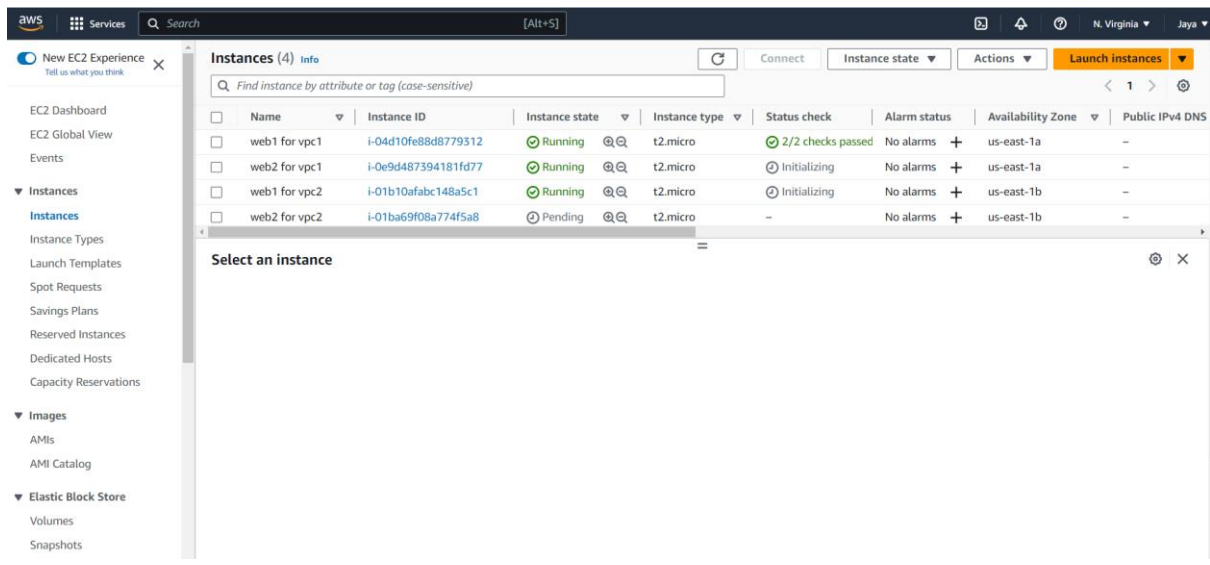 aws Services Search [Alt+S] N. Virginia Jaya
New EC2 Experience
Tell us what you think
EC2 Dashboard
EC2 Global View
Events
Instances
Instances
Instance Types
Launch Templates
Spot Requests
Savings Plans
Reserved Instances
Dedicated Hosts
Capacity Reservations
Images
AMIs
AMI Catalog
Elastic Block Store
Volumes
Snapshots
Instances (4) Info Connect Instance state Actions Launch instances
Find instance by attribute or tag (case-sensitive) 1
Name Instance ID Instance state Instance type Status check Alarm status Availability Zone Public IPv4 DNS
web1 for vpc1 i-04d10fe88d8779312 Running t2.micro 2/2 checks passed No alarms + us-east-1a –
web2 for vpc1 i-0e9d487394181fd77 Running t2.micro Initializing No alarms + us-east-1a –
web1 for vpc2 i-01b10afabc148a5c1 Running t2.micro Initializing No alarms + us-east-1b –
web2 for vpc2 i-01ba69f08a774f5a8 Pending t2.micro – No alarms + us-east-1b –
Select an instance